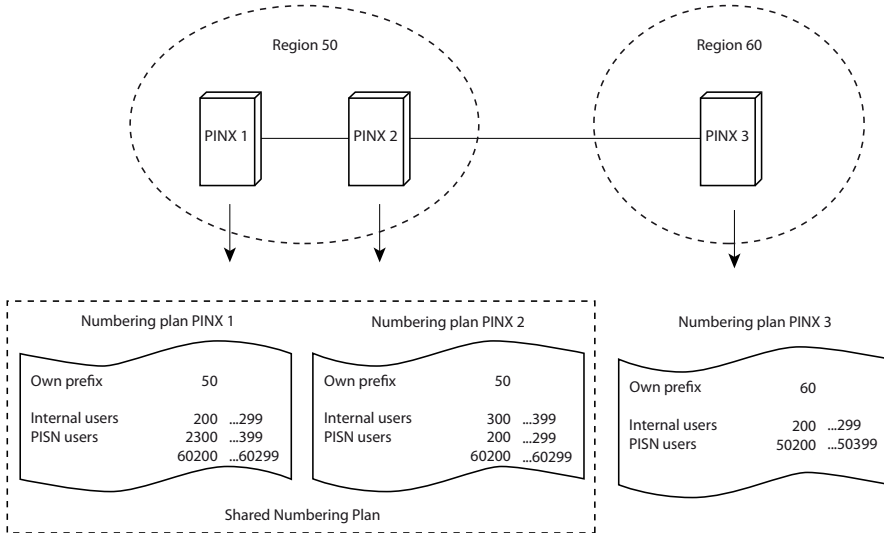 Region 50
Region 60
PINX 1
PINX 2
PINX 3
Numbering plan PINX 1
Own prefix 50
Internal users 200 ...299
PISN users 2300 ...399
60200 ...60299
Numbering plan PINX 2
Own prefix 50
Internal users 300 ...399
PISN users 200 ...299
60200 ...60299
Shared Numbering Plan
Numbering plan PINX 3
Own prefix 60
Internal users 200 ...299
PISN users 50200 ...50399